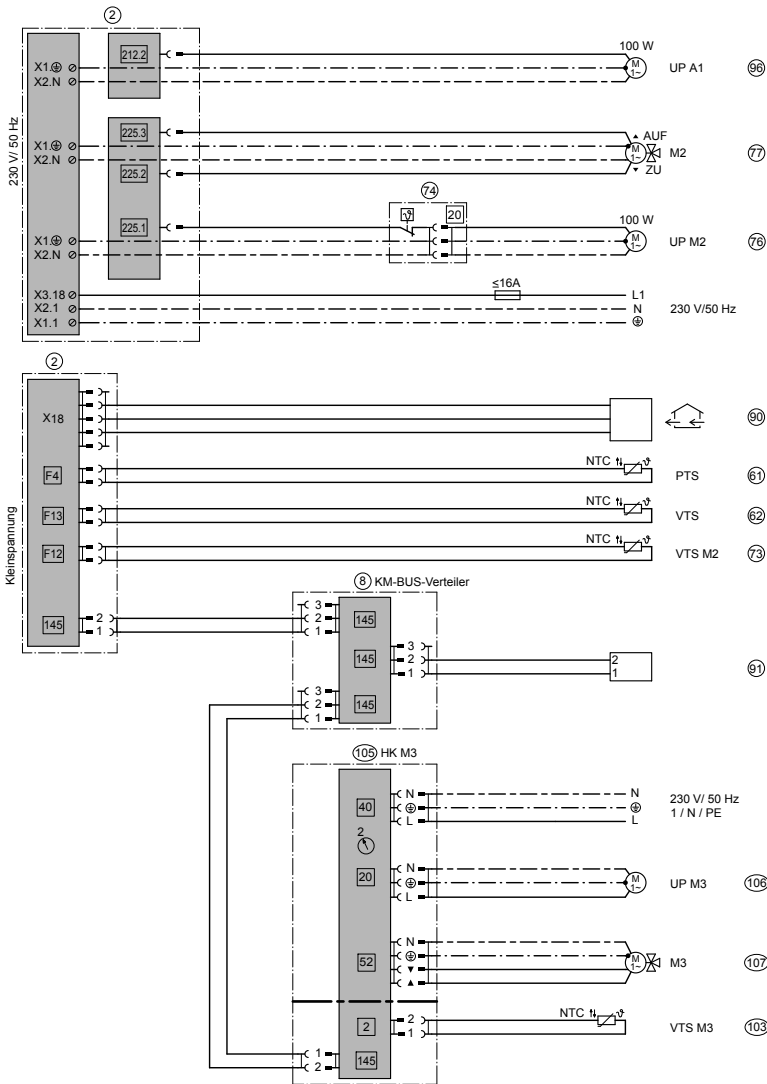 2
230 V/ 50 Hz
212.2
100 W
X1.
M
1~
UP A1
96
X2.N
225.3
AUF
X1.
M
1~
M2
77
X2.N
225.2
ZU
74
225.1
ϑ
20
100 W
X1.
M
1~
UP M2
76
X2.N
≤16A
X3.18
L1
X2.1
N
230 V/50 Hz
X1.1
2
Kleinspannung
X18
90
F4
NTC
ϑ
PTS
61
F13
NTC
ϑ
VTS
62
F12
NTC
ϑ
VTS M2
73
8 KM-BUS-Verteiler
145
2
1
3
2
1
145
145
3
2
1
2
1
91
3
2
1
145
105 HK M3
40
N
L
N
L
230 V/ 50 Hz
1 / N / PE
2
20
N
L
M
1~
UP M3
106
52
N
M
1~
M3
107
2
2
1
NTC
ϑ
VTS M3
103
1
2
145